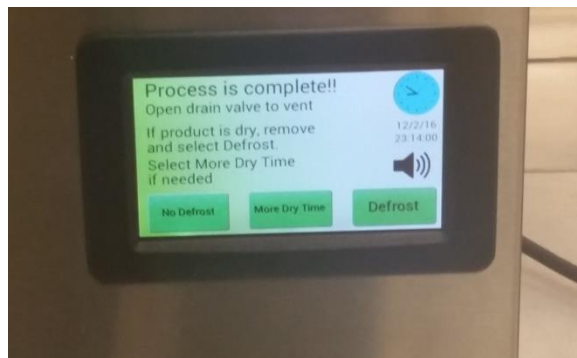 Process is complete!!
Open drain valve to vent
If product is dry, remove
and select Defrost.
Select More Dry Time
if needed
12/2/16
23:14:00
No Defrost
More Dry Time
Defrost